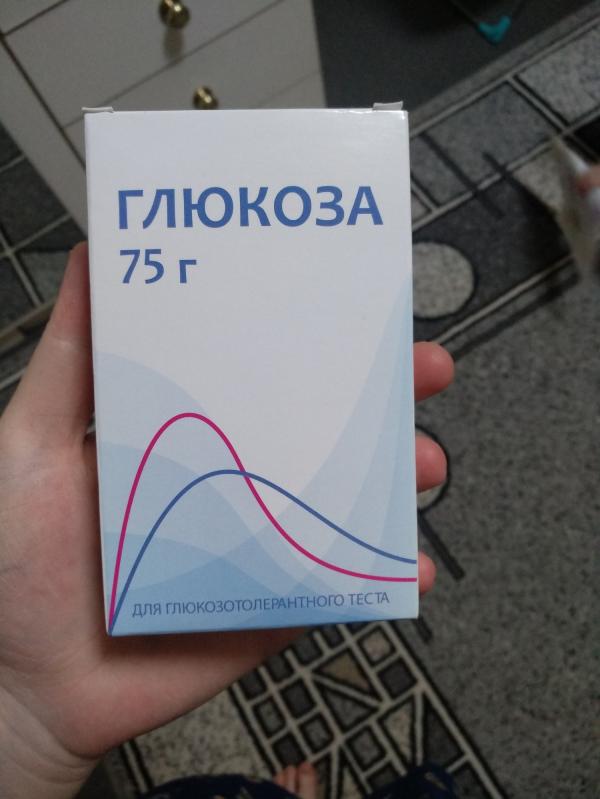 ГЛЮКОЗА
75 г
ДЛЯ ГЛЮКОЗОТОЛЕРАНТНОГО ТЕСТА